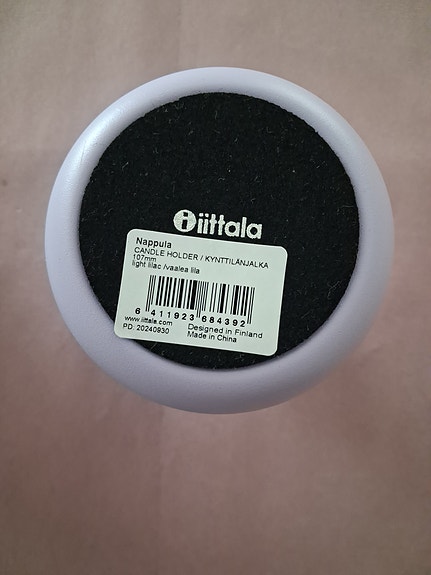 iittala
Nappula
CANDLE HOLDER / KYNTTILÄNJALKA
107mm
light lilac /vaalea lila
6 411923 684392
www.iittala.com
Designed in Finland
PD: 20240930
Made in China